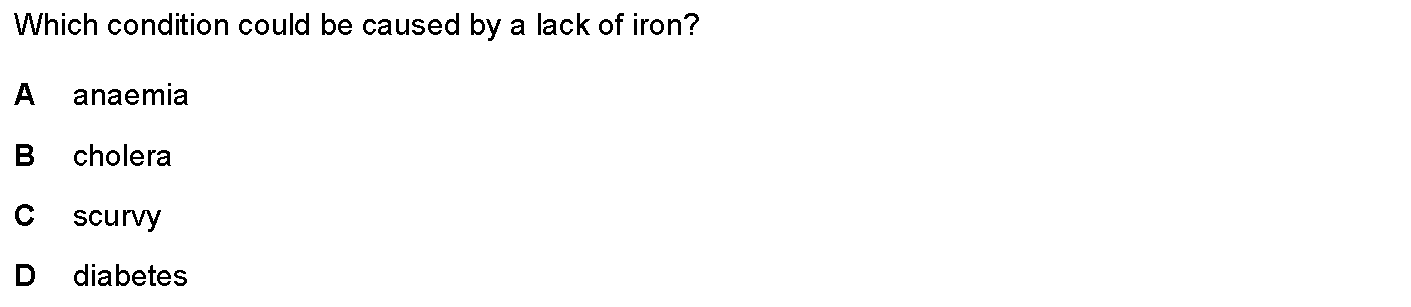 Which condition could be caused by a lack of iron?
A anaemia
B cholera
C scurvy
D diabetes